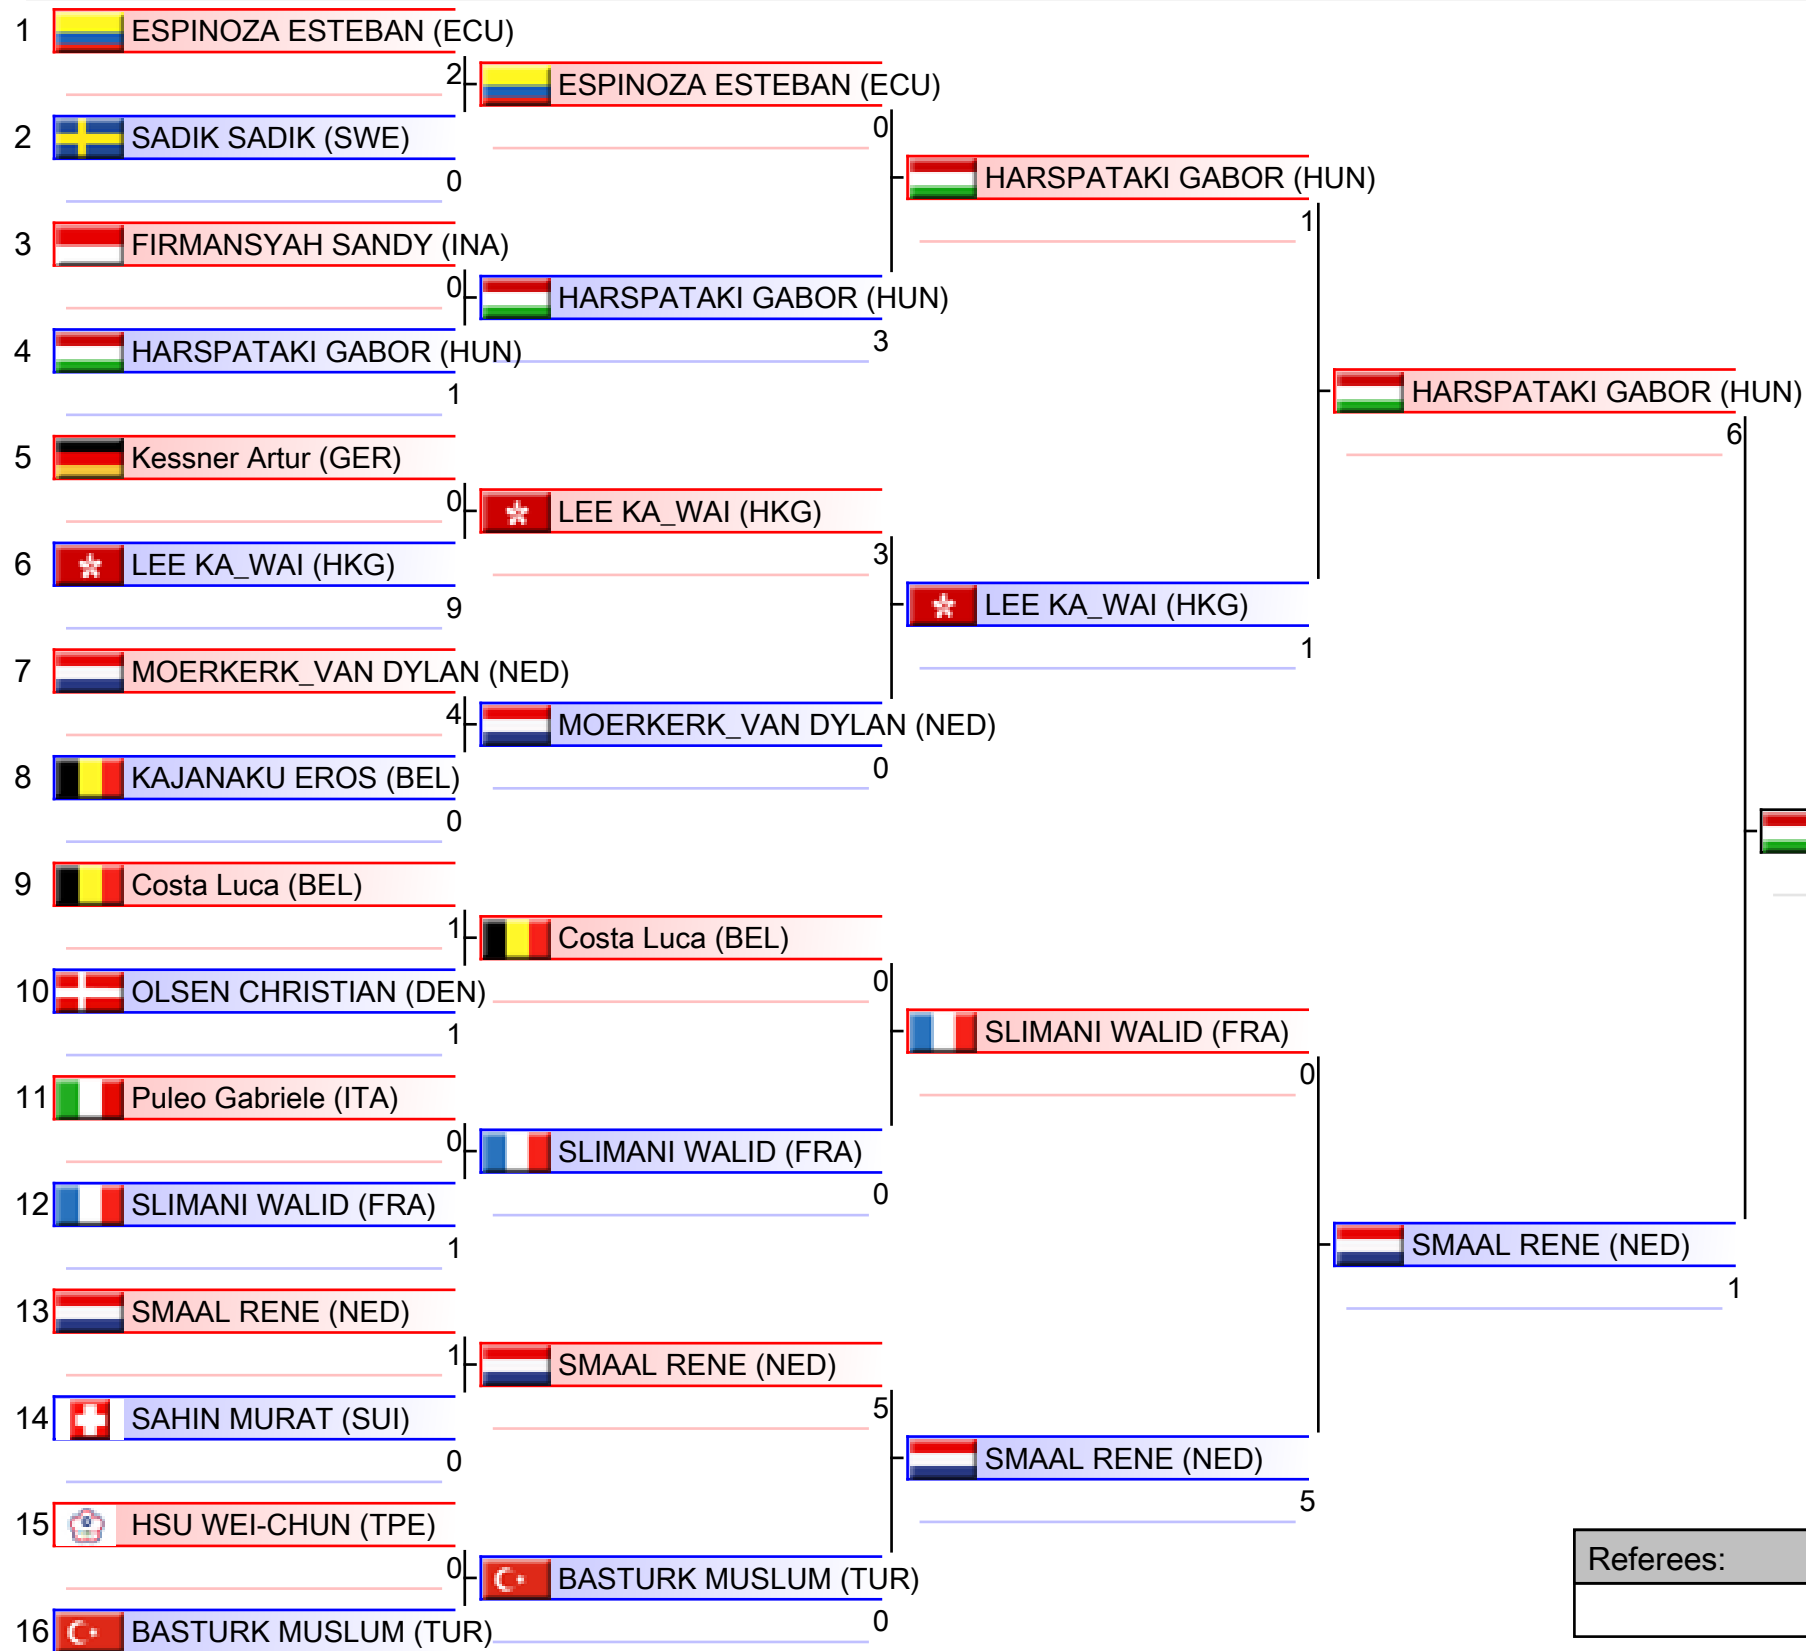 1 ESPINOZA ESTEBAN (ECU)
2
ESPINOZA ESTEBAN (ECU)
0
2 SADIK SADIK (SWE)
0
HARSPATAKI GABOR (HUN)
1
3 FIRMANSYAH SANDY (INA)
0
HARSPATAKI GABOR (HUN)
3
4 HARSPATAKI GABOR (HUN)
1
HARSPATAKI GABOR (HUN)
6
5 Kessner Artur (GER)
0
LEE KA_WAI (HKG)
3
6 LEE KA_WAI (HKG)
9
LEE KA_WAI (HKG)
1
7 MOERKERK_VAN DYLAN (NED)
4
MOERKERK_VAN DYLAN (NED)
0
8 KAJANAKU EROS (BEL)
0
9 Costa Luca (BEL)
1
Costa Luca (BEL)
0
10 OLSEN CHRISTIAN (DEN)
1
SLIMANI WALID (FRA)
0
11 Puleo Gabriele (ITA)
0
SLIMANI WALID (FRA)
0
12 SLIMANI WALID (FRA)
1
SMAAL RENE (NED)
1
13 SMAAL RENE (NED)
1
SMAAL RENE (NED)
5
14 SAHIN MURAT (SUI)
0
SMAAL RENE (NED)
5
15 HSU WEI-CHUN (TPE)
0
BASTURK MUSLUM (TUR)
0
16 BASTURK MUSLUM (TUR)
Referees: